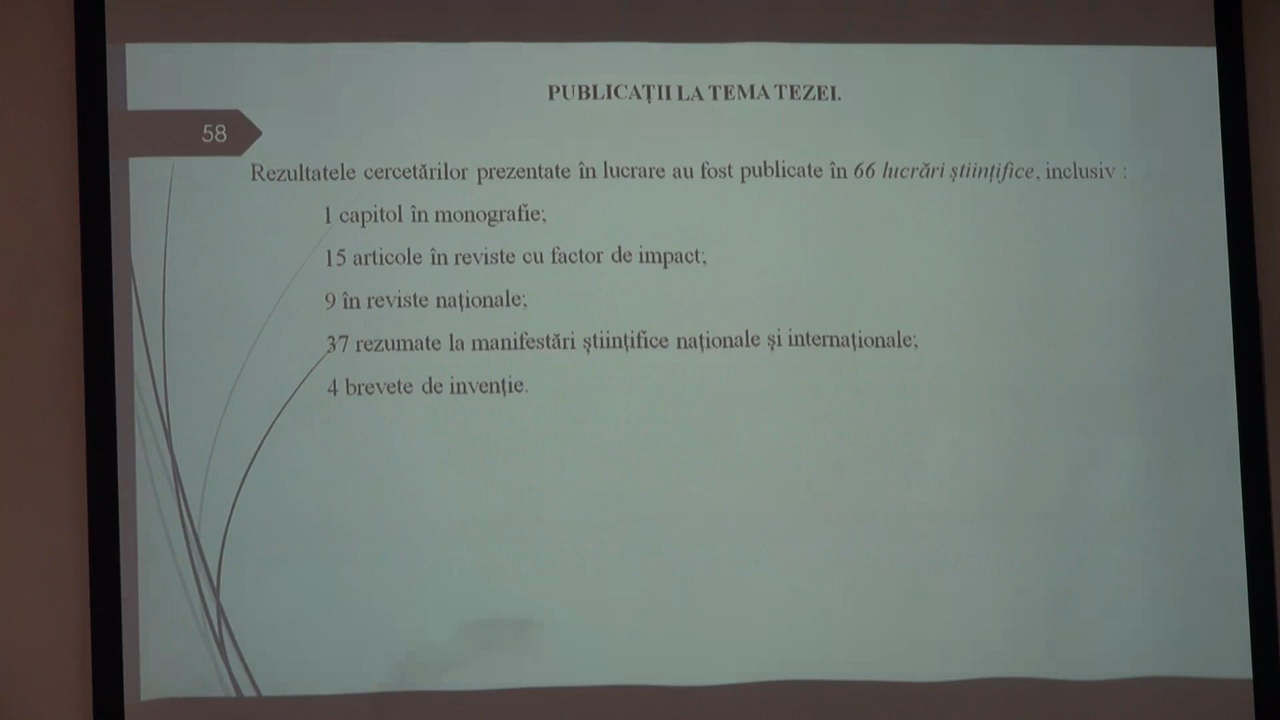 PUBLICAȚII LA TEMA TEZEI.
58
Rezultatele cercetărilor prezentate în lucrare au fost publicate în 66 lucrări științifice, inclusiv :
1 capitol în monografie;
15 articole în reviste cu factor de impact;
9 în reviste naționale;
37 rezumate la manifestări științifice naționale și internaționale;
4 brevete de invenție.